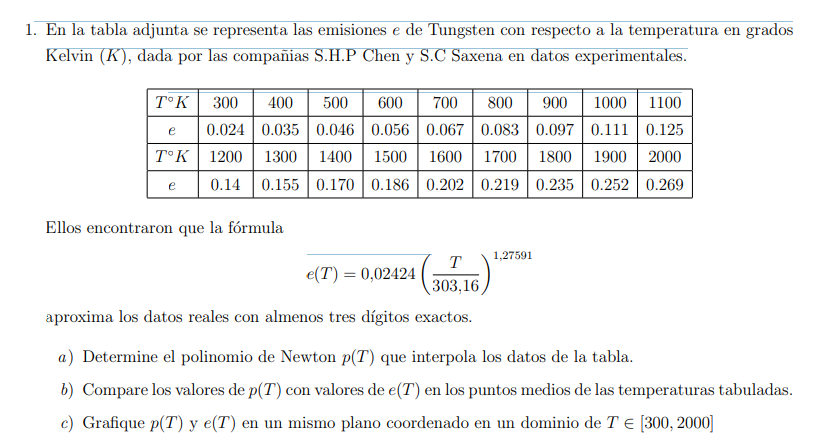 1. En la tabla adjunta se representa las emisiones e de Tungsten con respecto a la temperatura en grados
Kelvin (K), dada por las compañias S.H.P Chen y S.C Saxena en datos experimentales.
T°K 300 400 500 600 700 800 900 1000 1100
e 0.024 0.035 0.046 0.056 0.067 0.083 0.097 0.111 0.125
T°K 1200 1300 1400 1500 1600 1700 1800 1900 2000
e 0.14 0.155 0.170 0.186 0.202 0.219 0.235 0.252 0.269
Ellos encontraron que la fórmula
e(T) = 0,02424 (T/303,16)^1,27591
aproxima los datos reales con almenos tres dígitos exactos.
a) Determine el polinomio de Newton p(T) que interpola los datos de la tabla.
b) Compare los valores de p(T) con valores de e(T) en los puntos medios de las temperaturas tabuladas.
c) Grafique p(T) y e(T) en un mismo plano coordenado en un dominio de T ∈ [300, 2000]